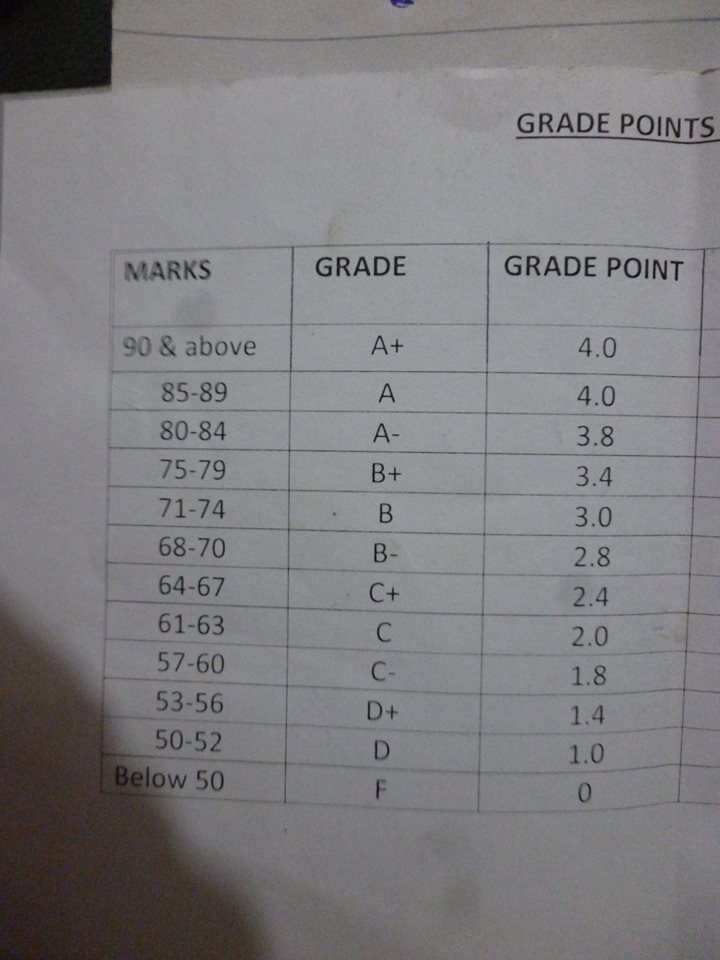 GRADE POINTS
MARKS GRADE GRADE POINT
90 & above A+ 4.0
85-89 A 4.0
80-84 A- 3.8
75-79 B+ 3.4
71-74 B 3.0
68-70 B- 2.8
64-67 C+ 2.4
61-63 C 2.0
57-60 C- 1.8
53-56 D+ 1.4
50-52 D 1.0
Below 50 F 0